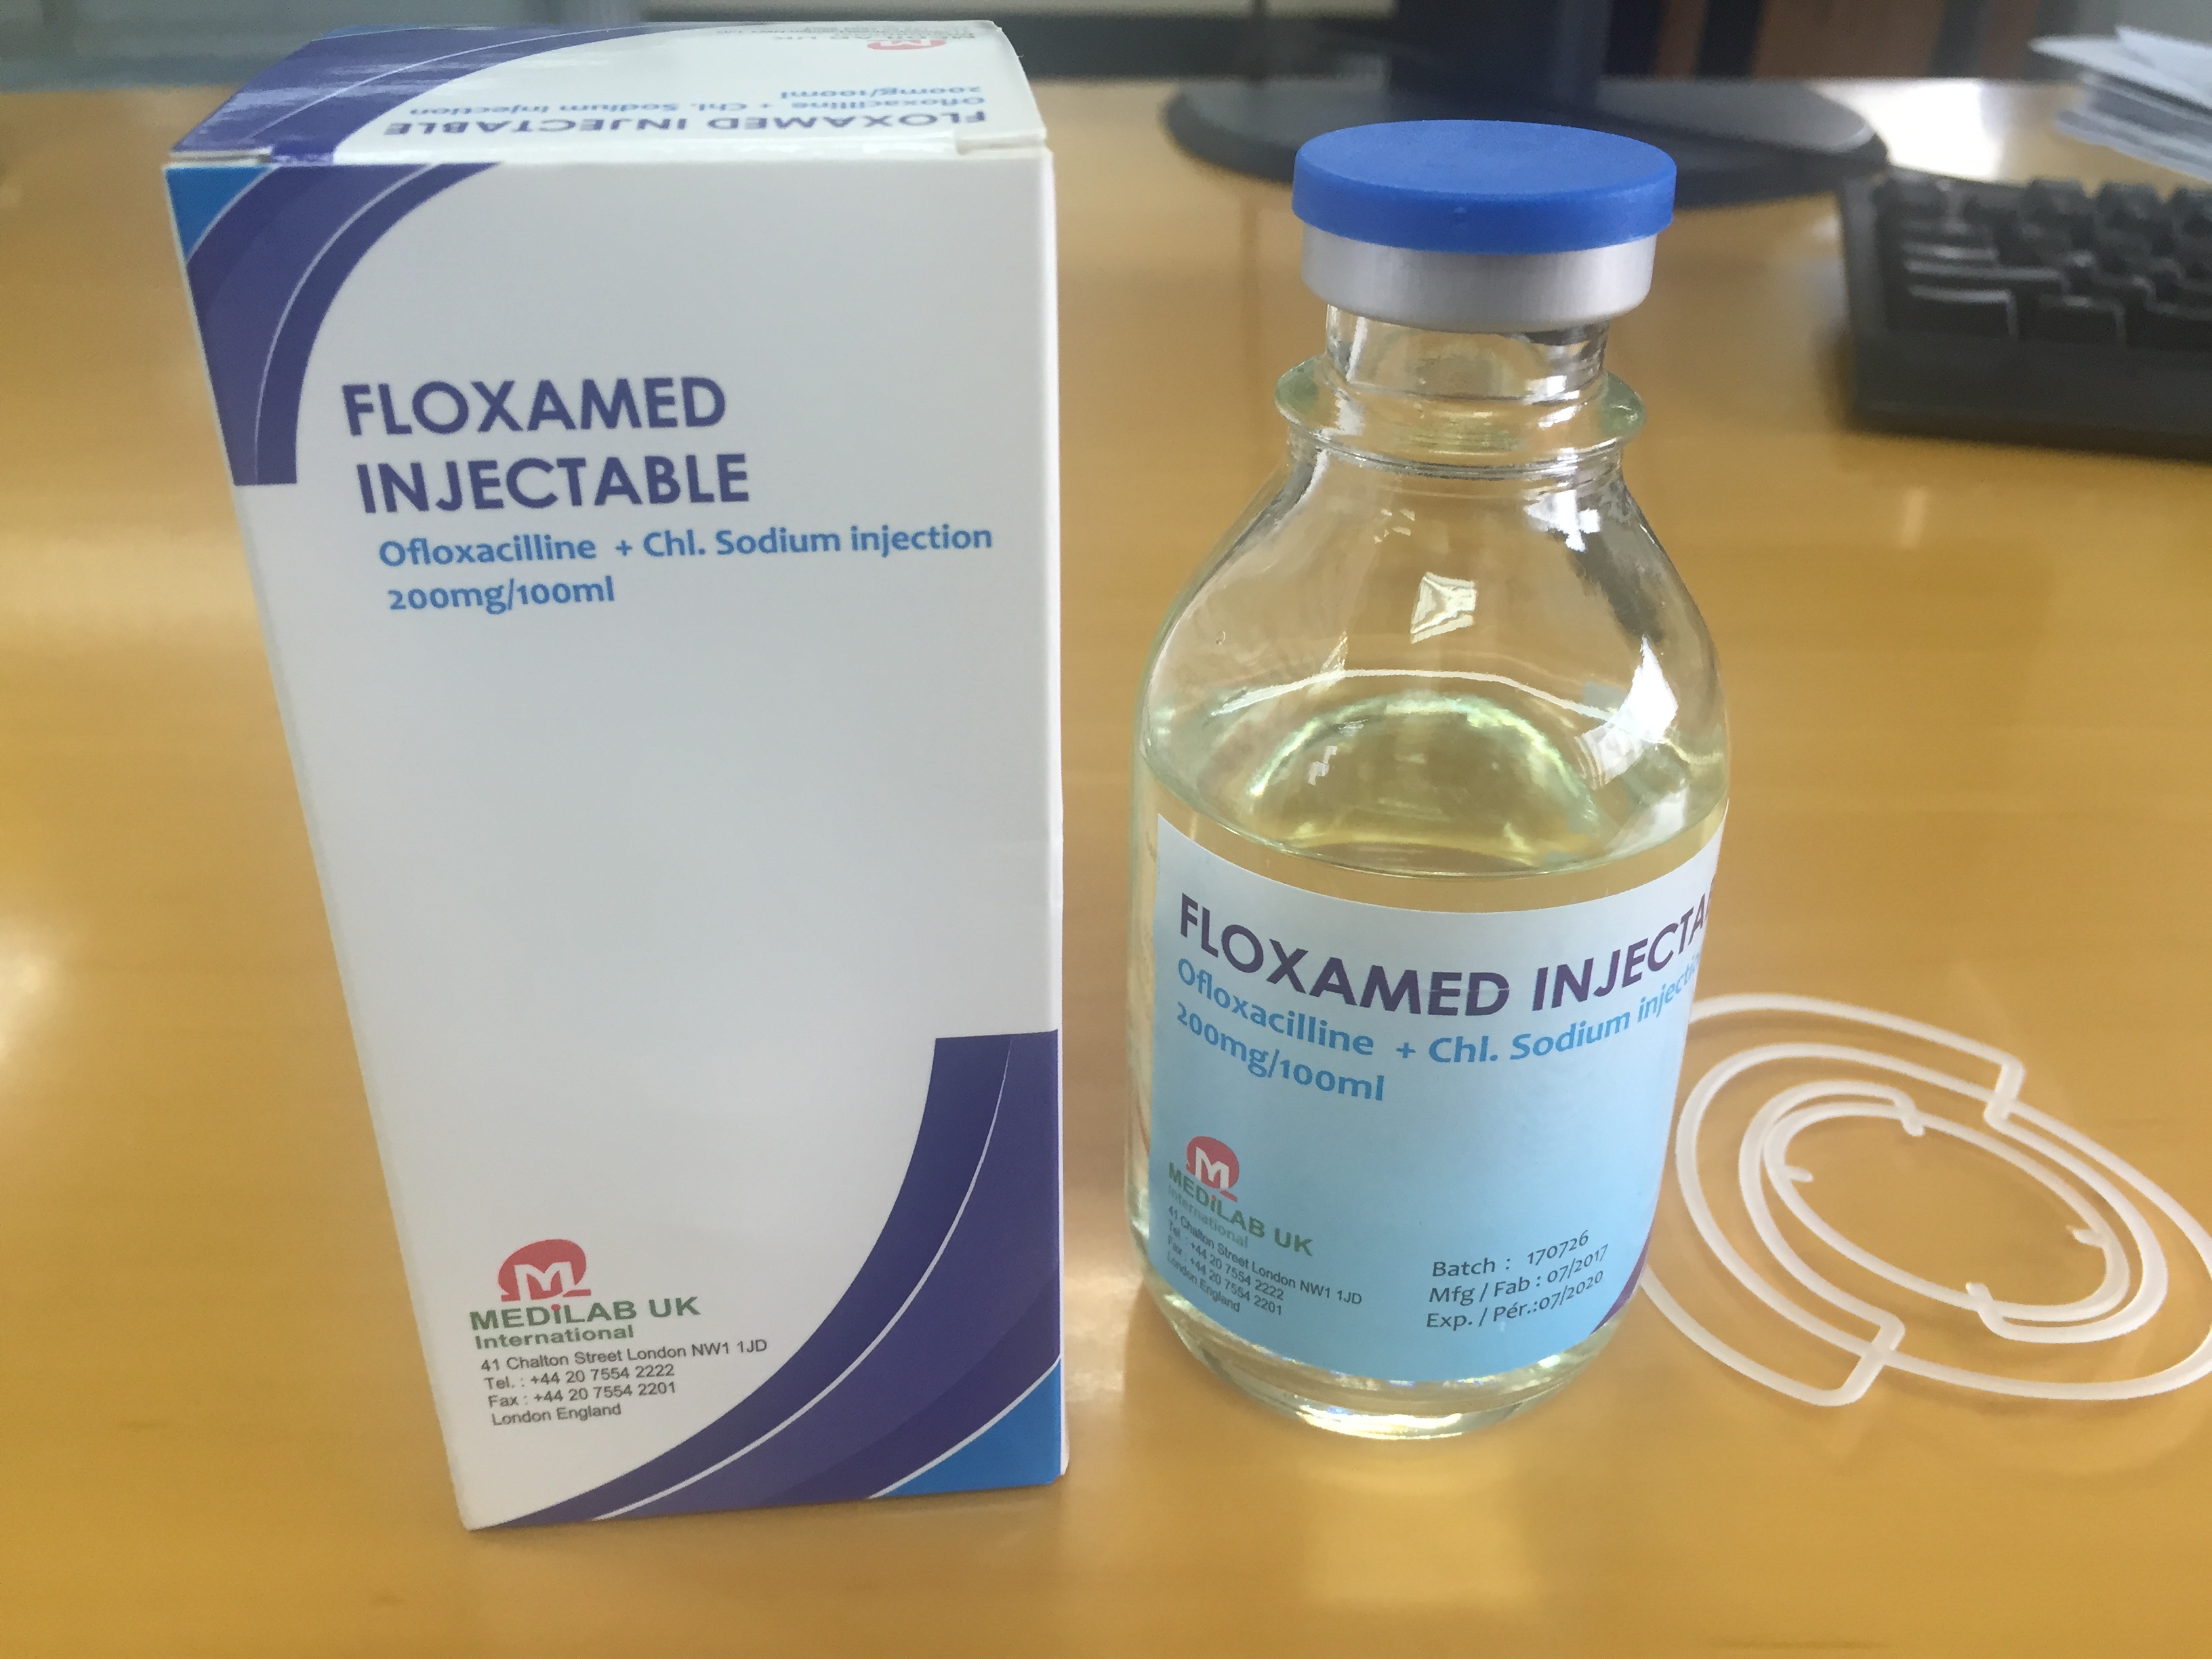 MEDILAB UK
FLOXAMED INJECTABLE
Ofloxacilline + Chl. Sodium injection
200mg/100ml
FLOXAMED
INJECTABLE
Ofloxacilline + Chl. Sodium injection
200mg/100ml
M
MEDiLAB UK
International
41 Chalton Street London NW1 1JD
Tel. : +44 20 7554 2222
Fax : +44 20 7554 2201
London England
FLOXAMED INJECTA
Ofloxacilline + Chl. Sodium injecti
200mg/100ml
M
MEDiLAB UK
International
41 Chalton Street London NW1 1JD
Tel. : +44 20 7554 2222
Fax : +44 20 7554 2201
London England
Batch : 170726
Mfg / Fab : 07/2017
Exp. / Pér.:07/2020